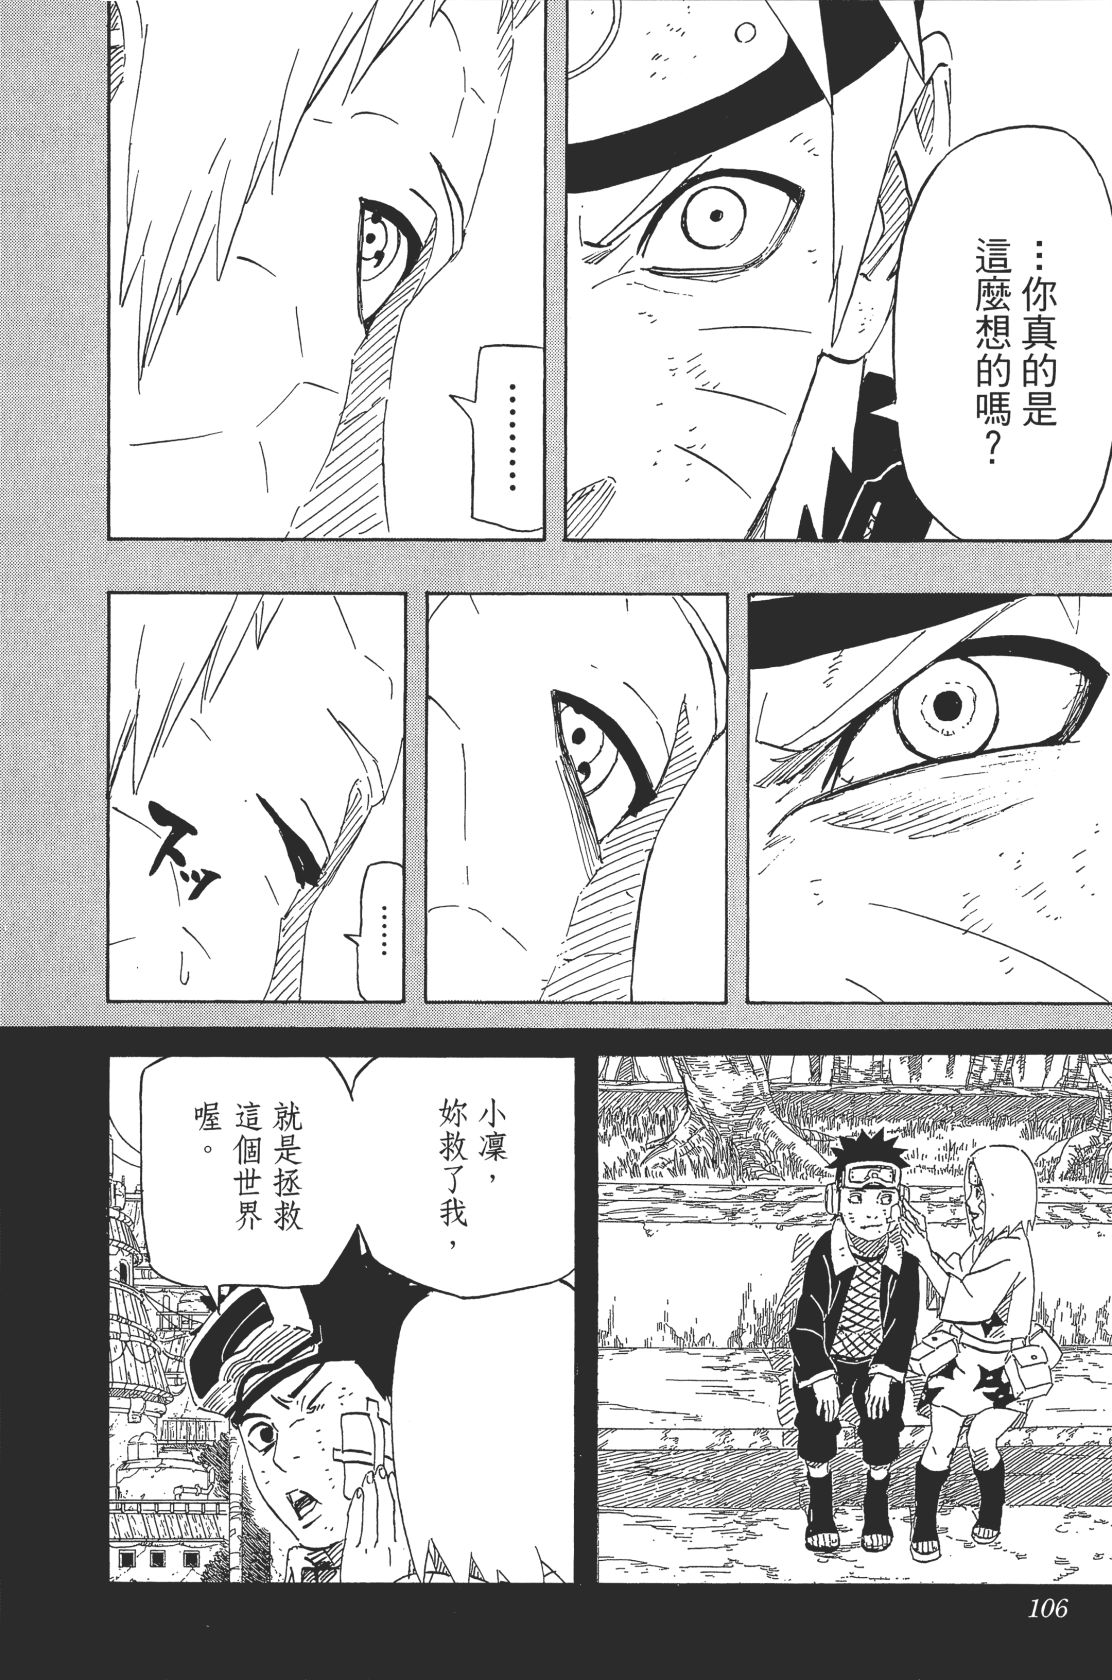 …你真的是
這麼想的嗎？
………
……
ズッ
小凜，
妳救了我，
就是拯救
這個世界
喔。
106